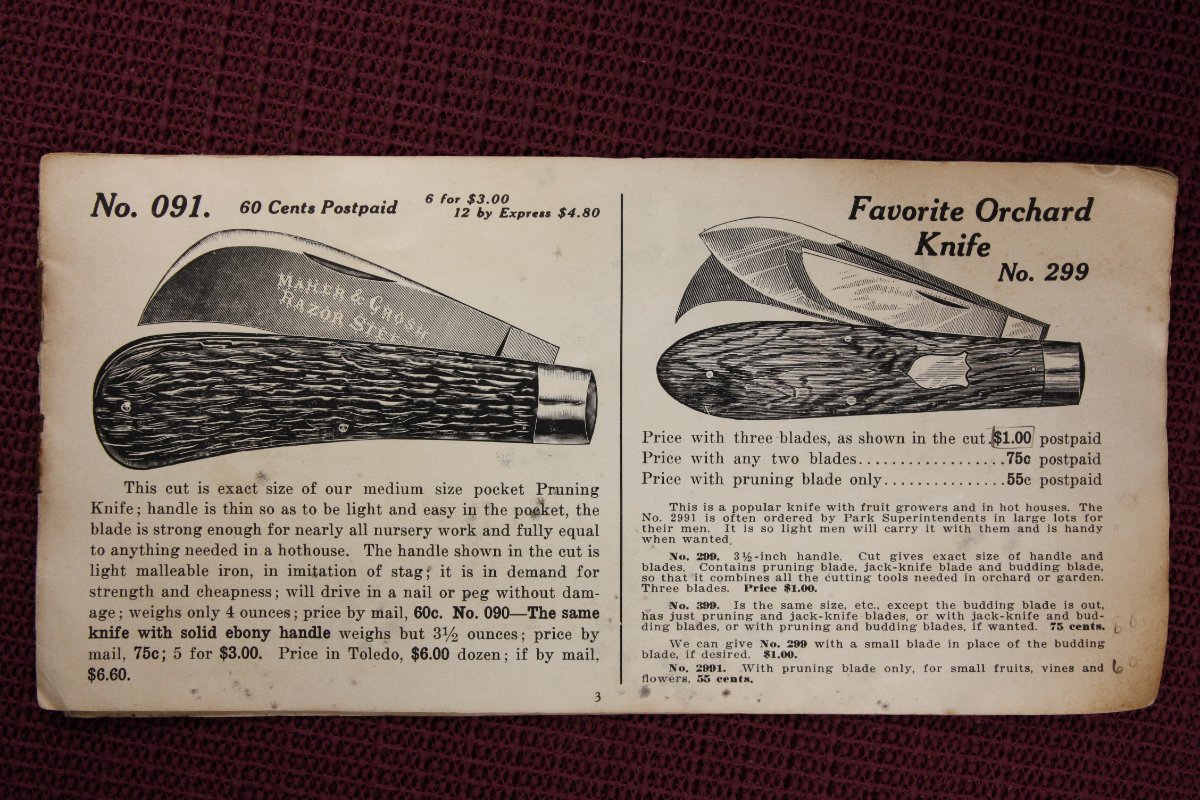 No. 091.
60 Cents Postpaid
6 for $3.00
12 by Express $4.80
MAHER & GROSH
RAZOR STEEL
This cut is exact size of our medium size pocket Pruning
Knife; handle is thin so as to be light and easy in the pocket, the
blade is strong enough for nearly all nursery work and fully equal
to anything needed in a hothouse. The handle shown in the cut is
light malleable iron, in imitation of stag; it is in demand for
strength and cheapness; will drive in a nail or peg without dam-
age; weighs only 4 ounces; price by mail, 60c. No. 090—The same
knife with solid ebony handle weighs but 3½ ounces; price by
mail, 75c; 5 for $3.00. Price in Toledo, $6.00 dozen; if by mail,
$6.60.
3
Favorite Orchard
Knife
No. 299
Price with three blades, as shown in the cut.$1.00 postpaid
Price with any two blades..................75c postpaid
Price with pruning blade only...............55c postpaid
This is a popular knife with fruit growers and in hot houses. The
No. 2991 is often ordered by Park Superintendents in large lots for
their men. It is so light men will carry it with them and is handy
when wanted.
No. 299. 3½-inch handle. Cut gives exact size of handle and
blades. Contains pruning blade, jack-knife blade and budding blade,
so that it combines all the cutting tools needed in orchard or garden.
Three blades. Price $1.00.
No. 399. Is the same size, etc., except the budding blade is out,
has just pruning and jack-knife blades, or with jack-knife and bud-
ding blades, or with pruning and budding blades, if wanted. 75 cents.
We can give No. 299 with a small blade in place of the budding
blade, if desired. $1.00.
No. 2991. With pruning blade only, for small fruits, vines and
flowers, 55 cents.